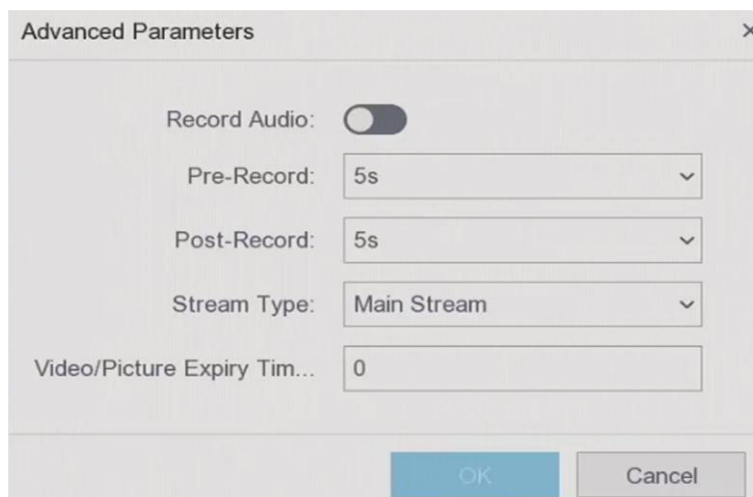 Advanced Parameters
Record Audio:
Pre-Record: 5s
Post-Record: 5s
Stream Type: Main Stream
Video/Picture Expiry Tim... 0
OK Cancel